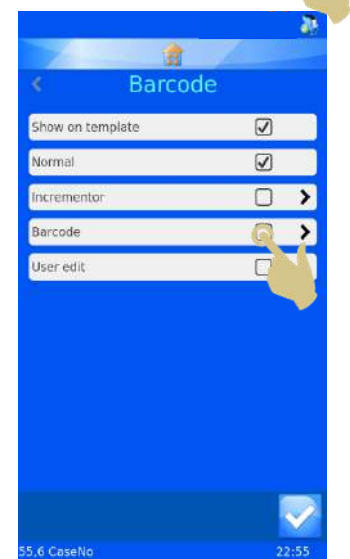 Barcode
Show on template
Normal
Incrementor
Barcode
User edit
55,6 CaseNo 22:55